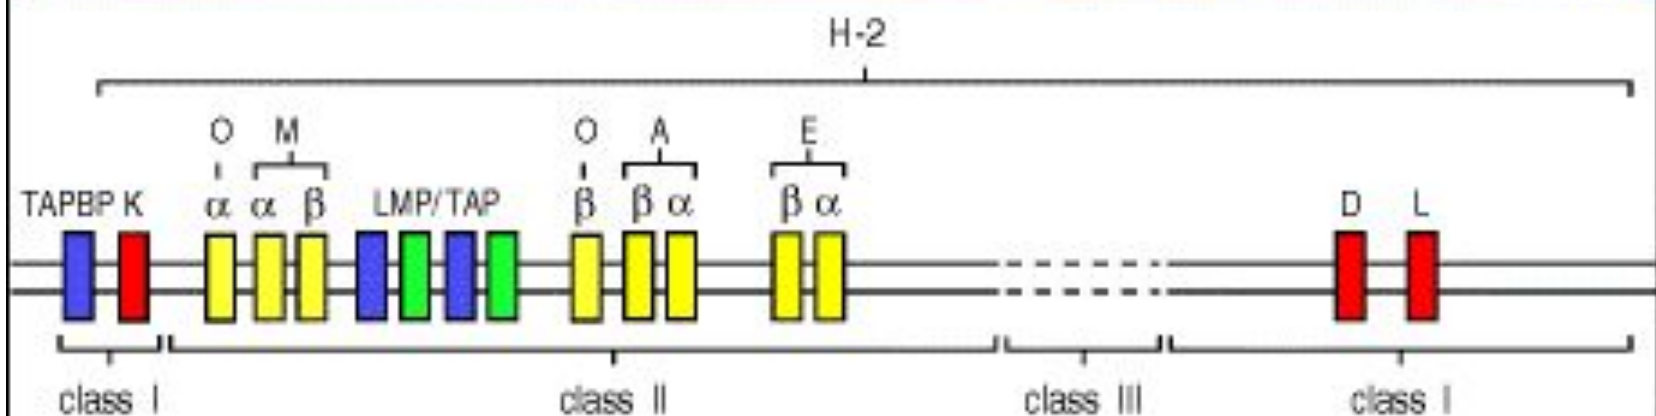 H-2
O M O A E
TAPBP K α α β LMP/TAP β β α β α D L
class I class II class III class I